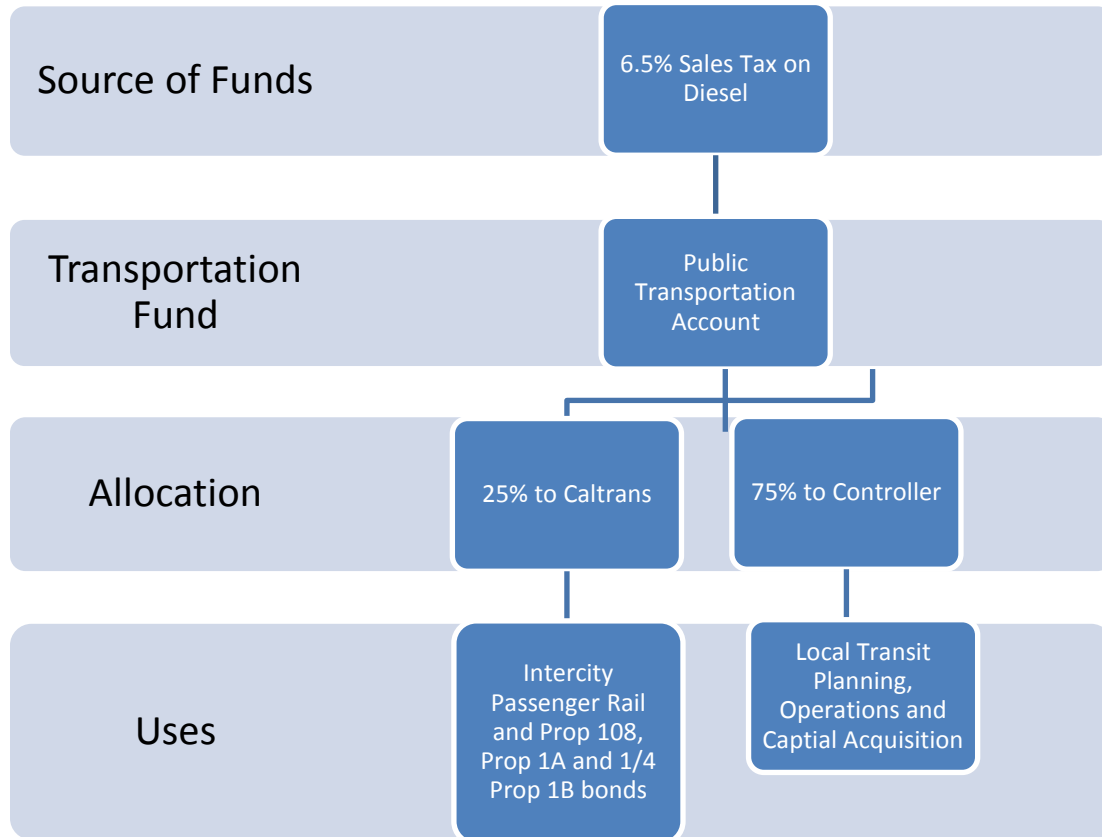 Source of Funds
6.5% Sales Tax on
Diesel
Transportation
Fund
Public
Transportation
Account
Allocation
25% to Caltrans
75% to Controller
Uses
Intercity
Passenger Rail
and Prop 108,
Prop 1A and 1/4
Prop 1B bonds
Local Transit
Planning,
Operations and
Captial Acquisition